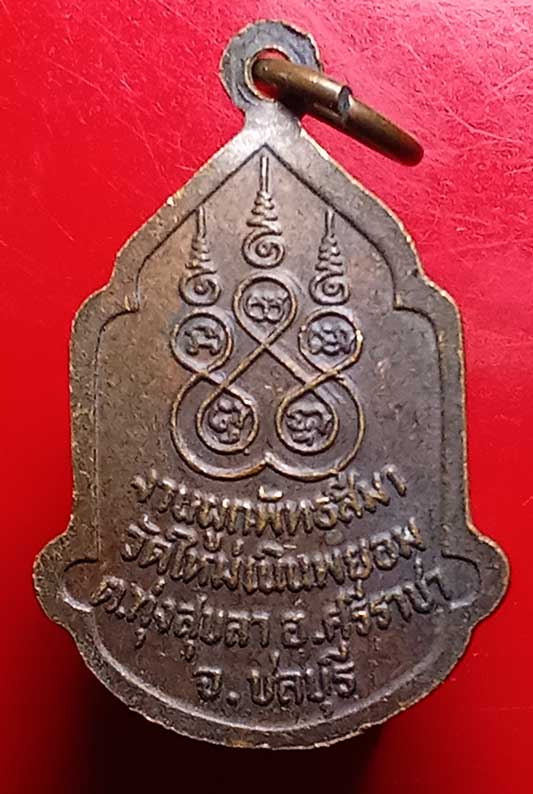 งานผูกพัทธสีมา
วัดใหม่เนินพยอม
ต.ทุ่งสุขลา อ.ศรีราชา
จ.ชลบุรี